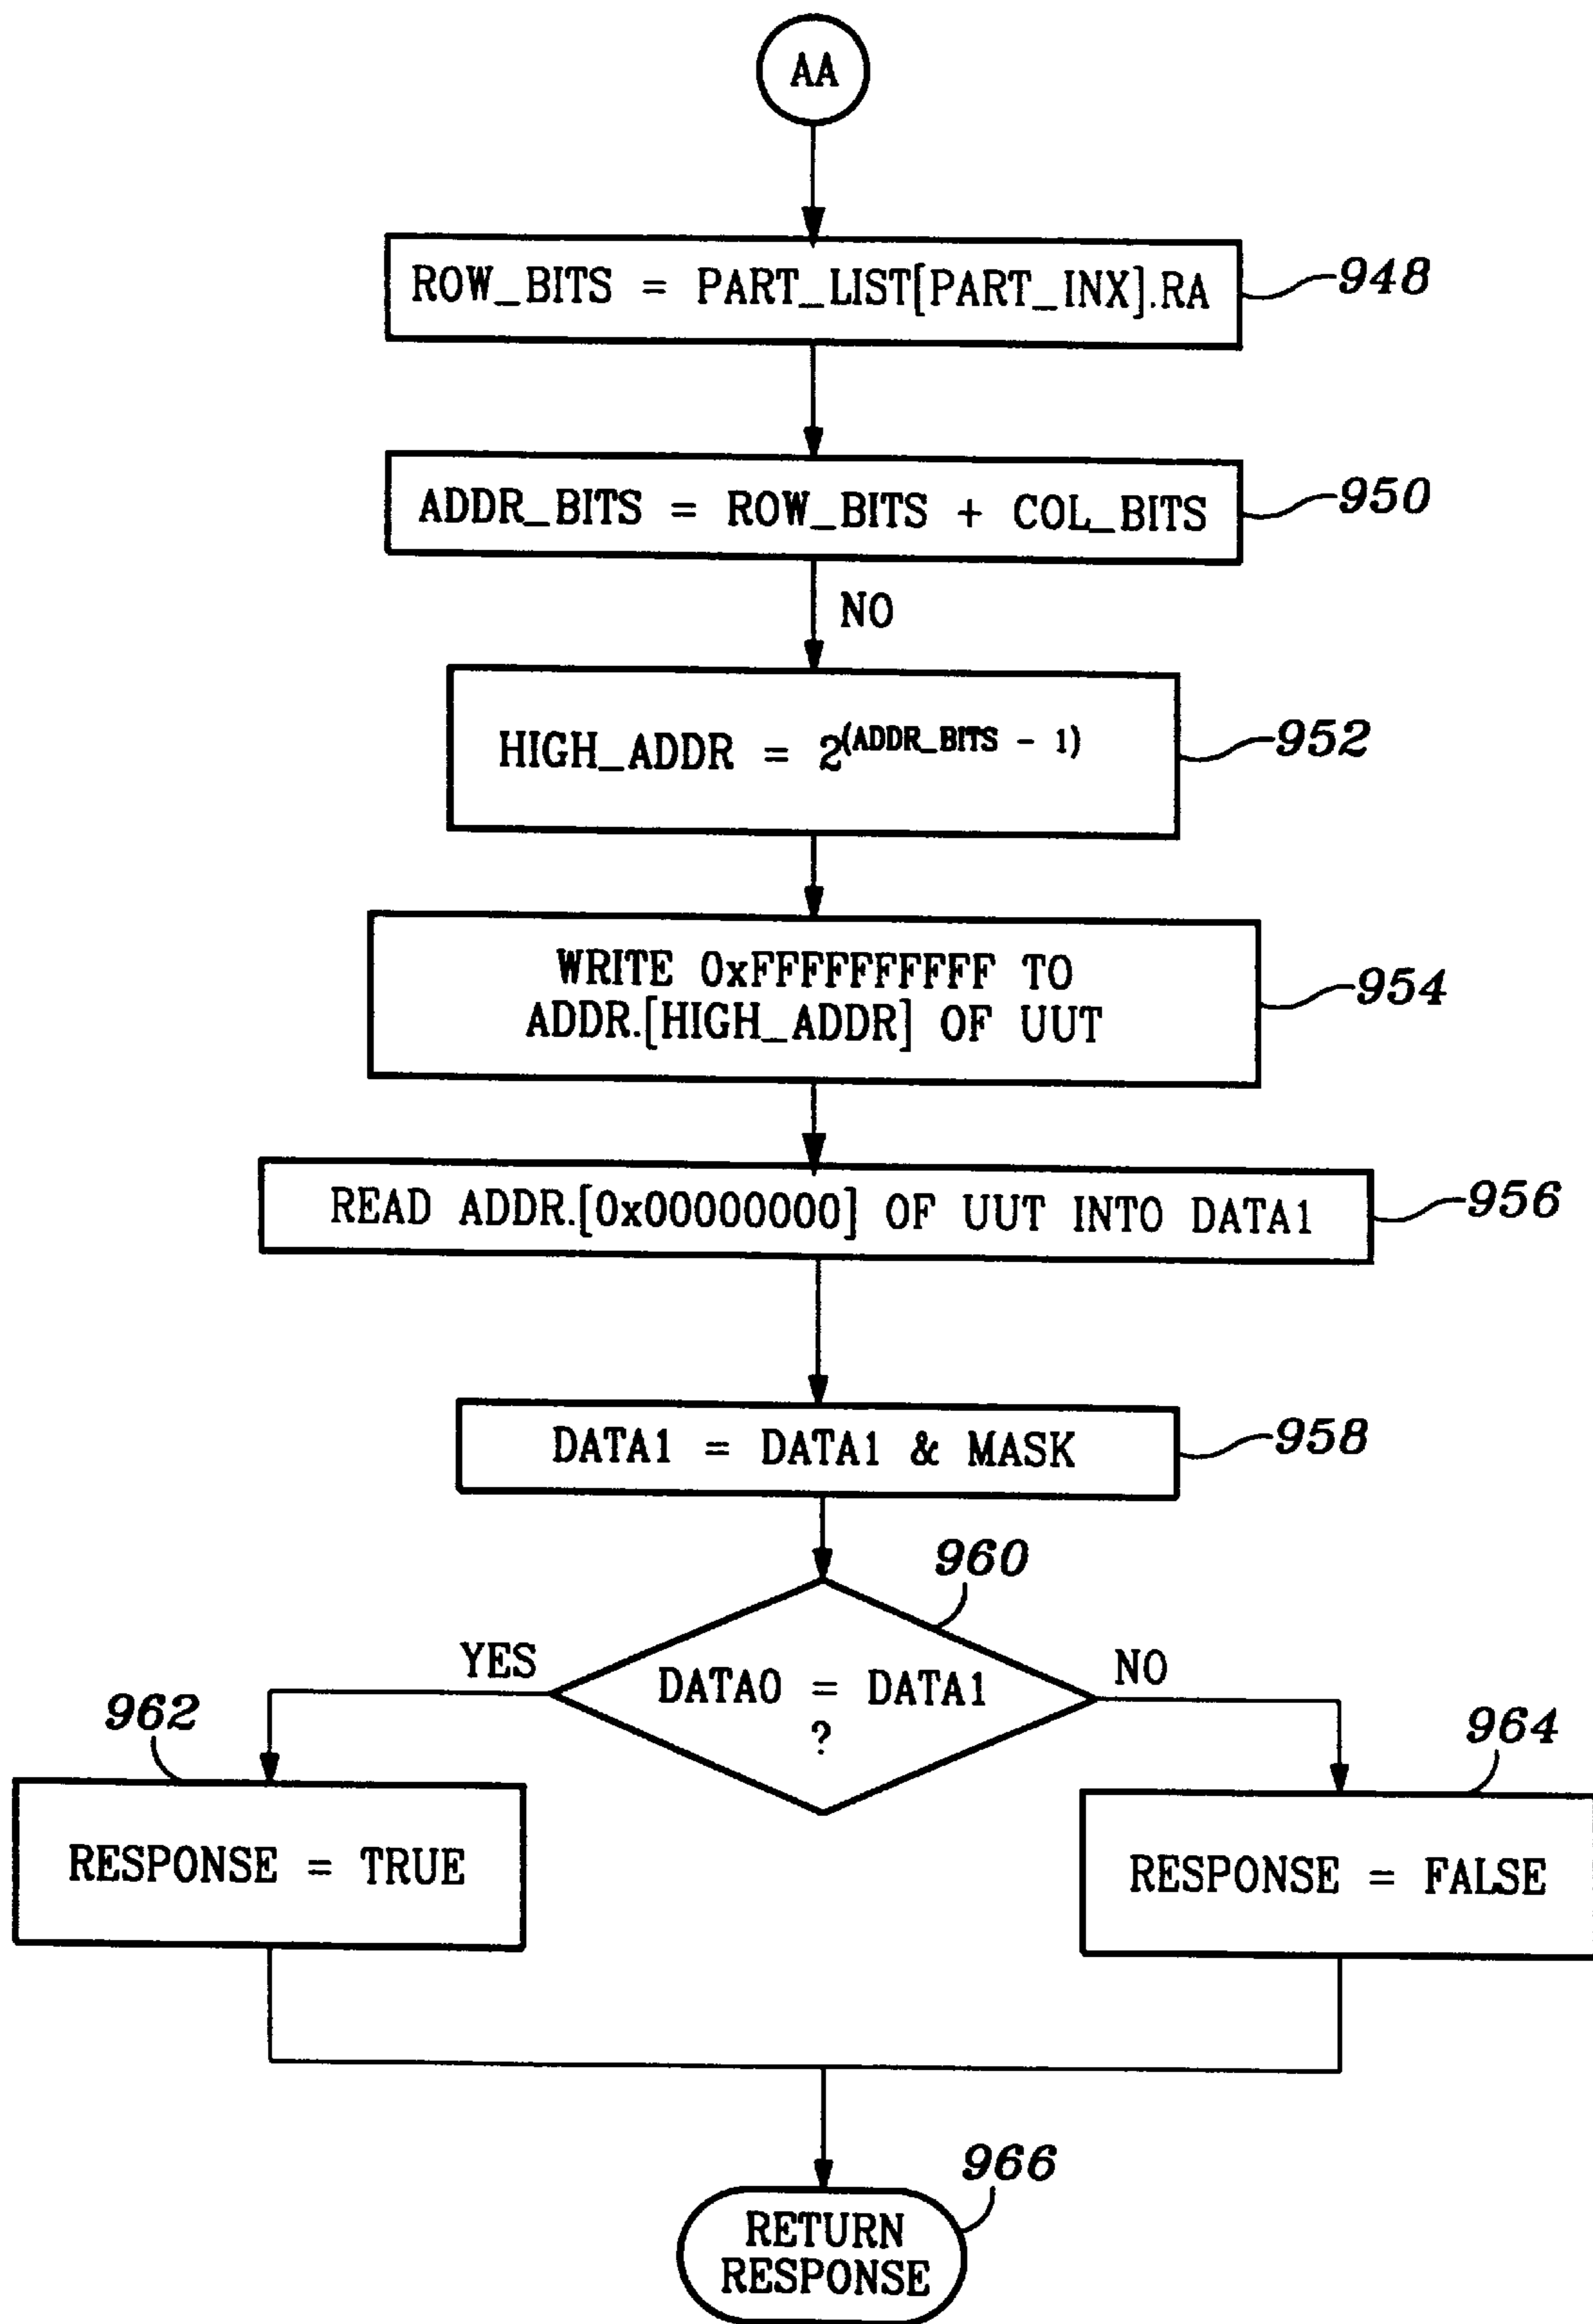 AA
ROW_BITS = PART_LIST[PART_INX].RA
948
ADDR_BITS = ROW_BITS + COL_BITS
950
NO
HIGH_ADDR = 2(ADDR_BITS - 1)
952
WRITE 0xFFFFFFFFFF TO
ADDR.[HIGH_ADDR] OF UUT
954
READ ADDR.[0x00000000] OF UUT INTO DATA1
956
DATA1 = DATA1 & MASK
958
960
YES
DATA0 = DATA1
?
NO
962
964
RESPONSE = TRUE
RESPONSE = FALSE
966
RETURN
RESPONSE